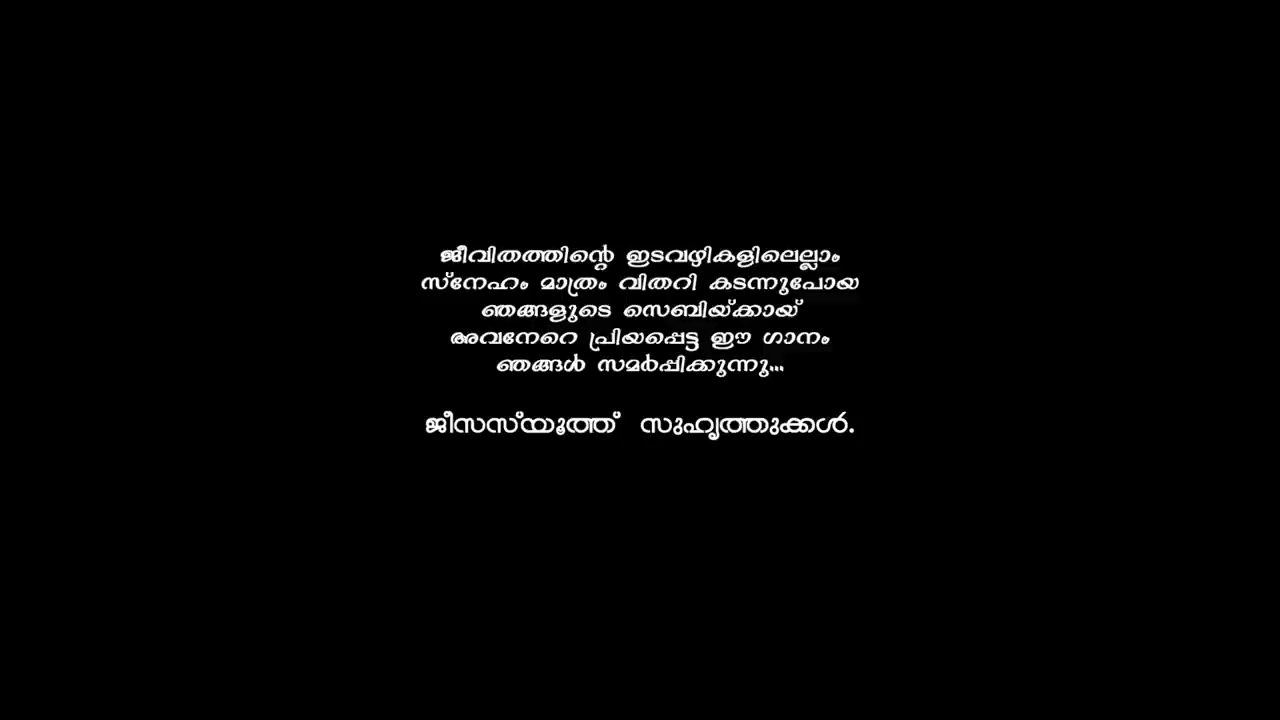 ജീവിതത്തിന്റെ ഇടവഴികളിലെല്ലാം
സ്നേഹം മാത്രം വിതറി കടന്നുപോയ
ഞങ്ങളുടെ സെബിയ്ക്കായ്
അവനേറെ പ്രിയപ്പെട്ട ഈ ഗാനം
ഞങ്ങൾ സമർപ്പിക്കുന്നു...
ജീസസ്‌യൂത്ത് സുഹൃത്തുക്കൾ.